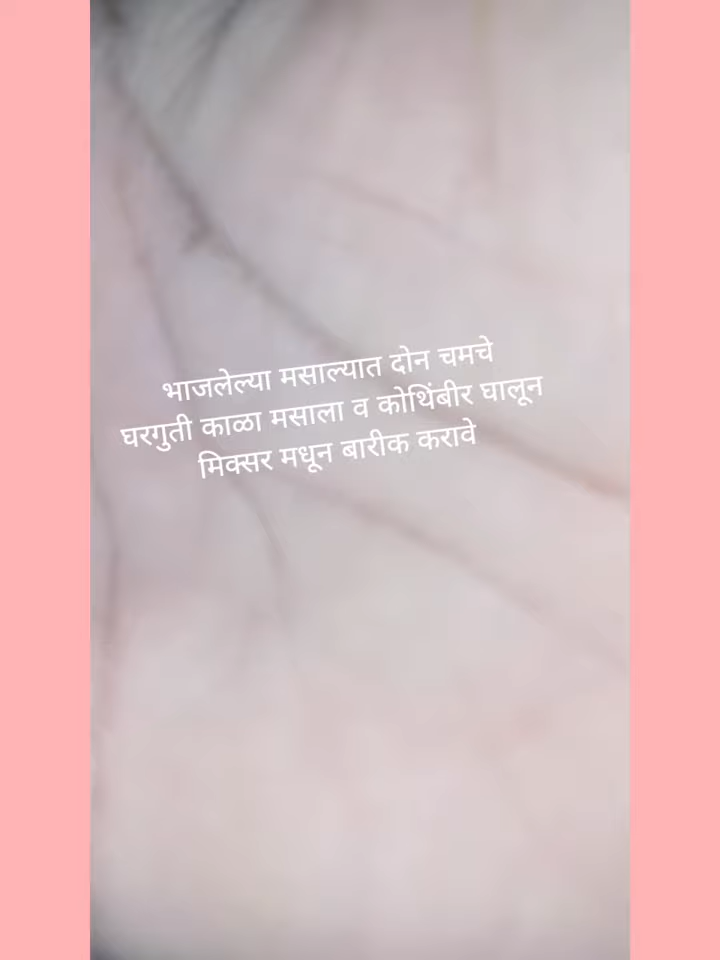 भाजलेल्या मसाल्यात दोन चमचे
घरगुती काळा मसाला व कोथिंबीर घालून
मिक्सर मधून बारीक करावे